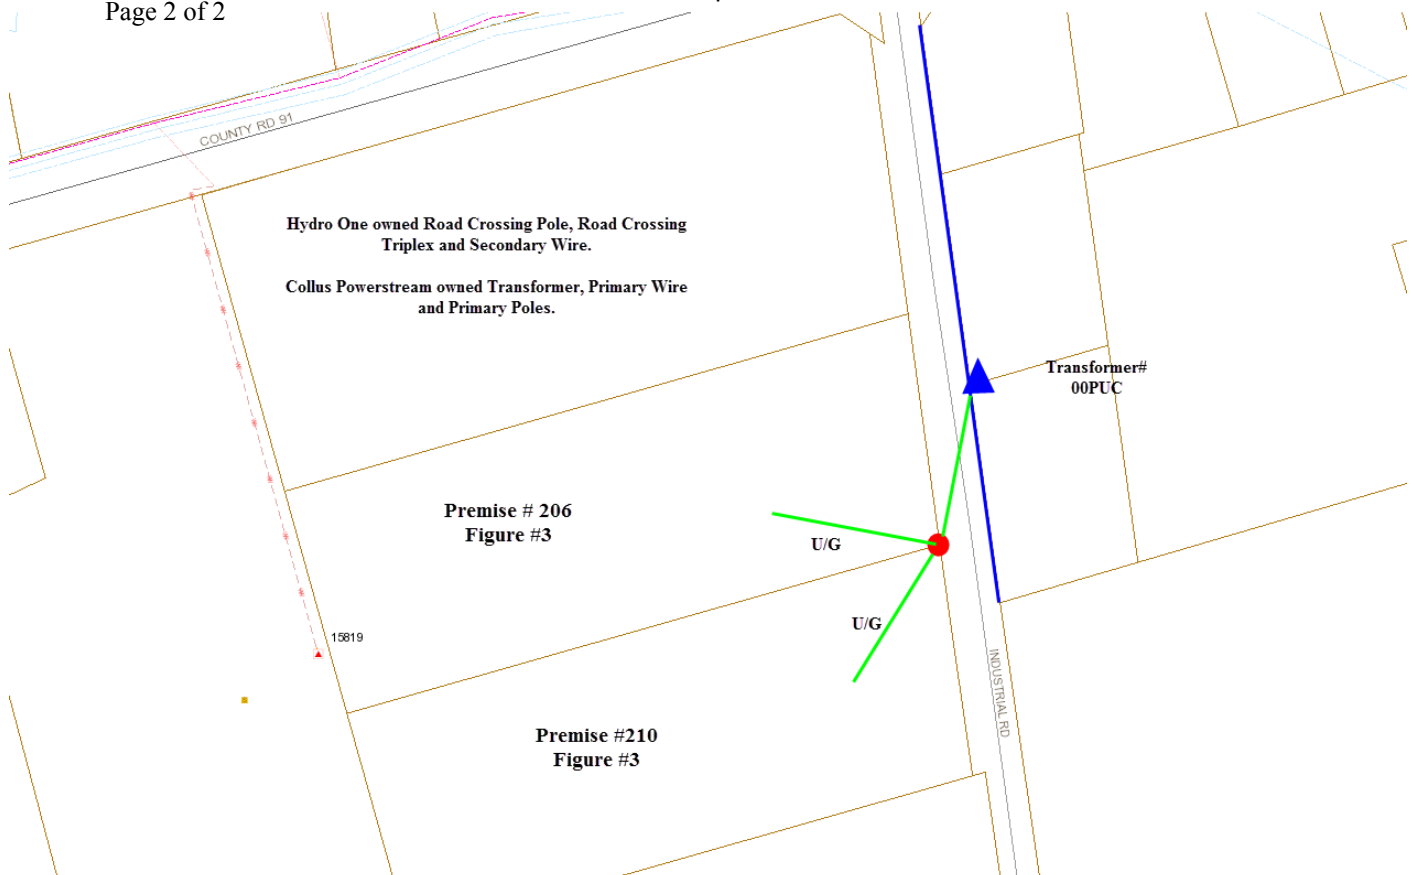 Page 2 of 2
COUNTY RD 91
Hydro One owned Road Crossing Pole, Road Crossing
Triplex and Secondary Wire.
Collus Powerstream owned Transformer, Primary Wire
and Primary Poles.
Transformer#
00PUC
Premise # 206
Figure #3
U/G
U/G
15819
INDUSTRIAL RD
Premise #210
Figure #3